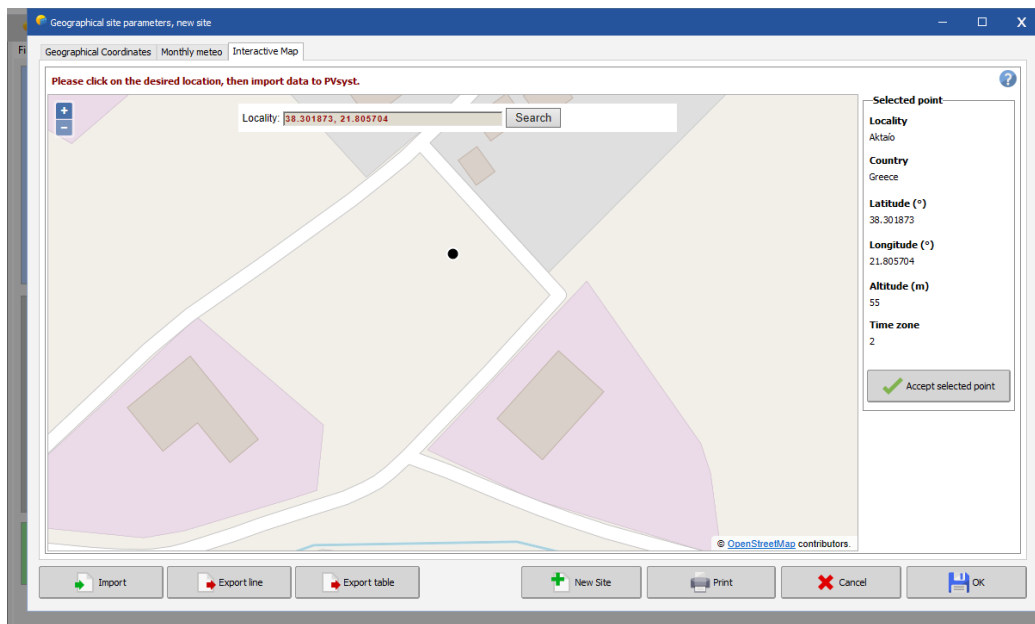 Geographical site parameters, new site
Fi
Geographical Coordinates
Monthly meteo
Interactive Map
Please click on the desired location, then import data to PVsyst.
Locality: 38.301873, 21.805704
Search
Selected point
Locality
Aktaío
Country
Greece
Latitude (°)
38.301873
Longitude (°)
21.805704
Altitude (m)
55
Time zone
2
Accept selected point
© OpenStreetMap contributors.
Import
Export line
Export table
New Site
Print
Cancel
OK